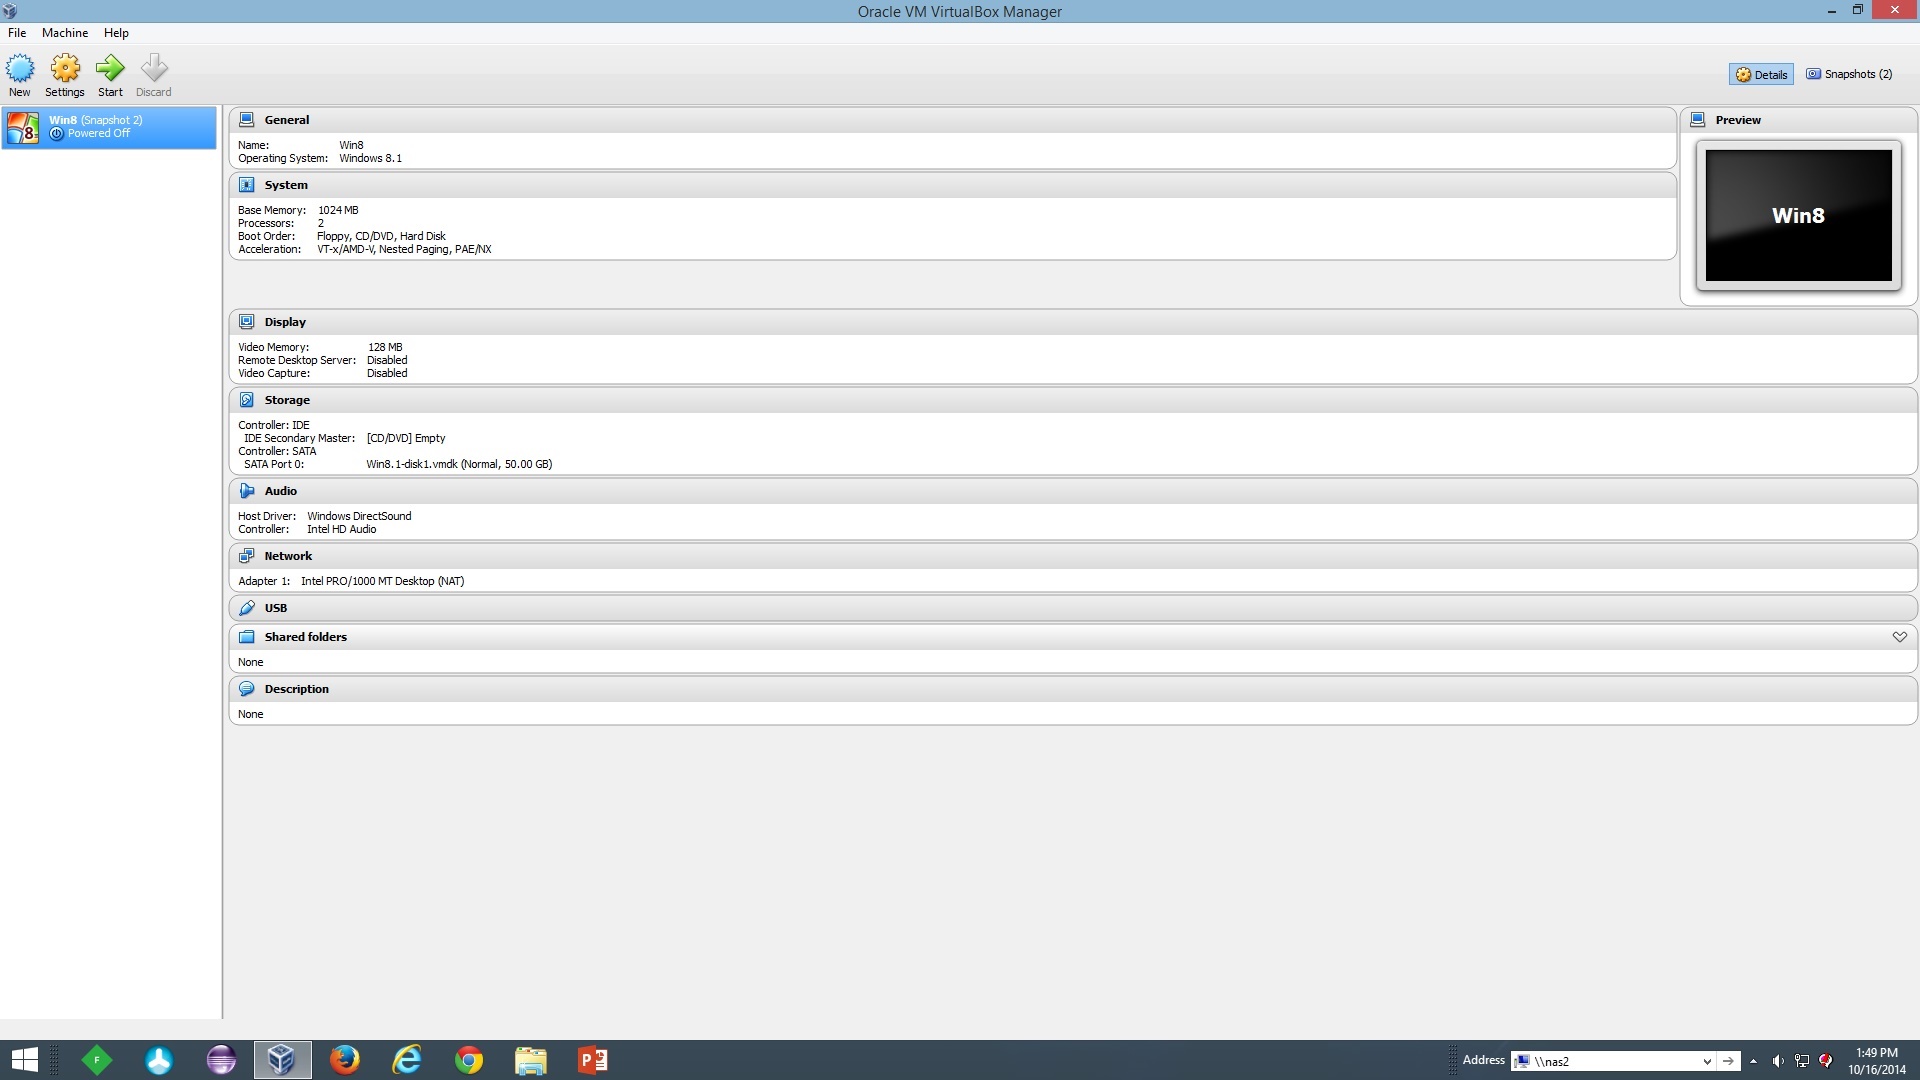 Oracle VM VirtualBox Manager
File Machine Help
New Settings Start Discard
Details Snapshots (2)
Win8 (Snapshot 2)
Powered Off
General
Name: Win8
Operating System: Windows 8.1
Preview
Win8
System
Base Memory: 1024 MB
Processors: 2
Boot Order: Floppy, CD/DVD, Hard Disk
Acceleration: VT-x/AMD-V, Nested Paging, PAE/NX
Display
Video Memory: 128 MB
Remote Desktop Server: Disabled
Video Capture: Disabled
Storage
Controller: IDE
IDE Secondary Master: [CD/DVD] Empty
Controller: SATA
SATA Port 0: Win8.1-disk1.vmdk (Normal, 50.00 GB)
Audio
Host Driver: Windows DirectSound
Controller: Intel HD Audio
Network
Adapter 1: Intel PRO/1000 MT Desktop (NAT)
USB
Shared folders
None
Description
None
Address \\nas2
1:49 PM
10/16/2014